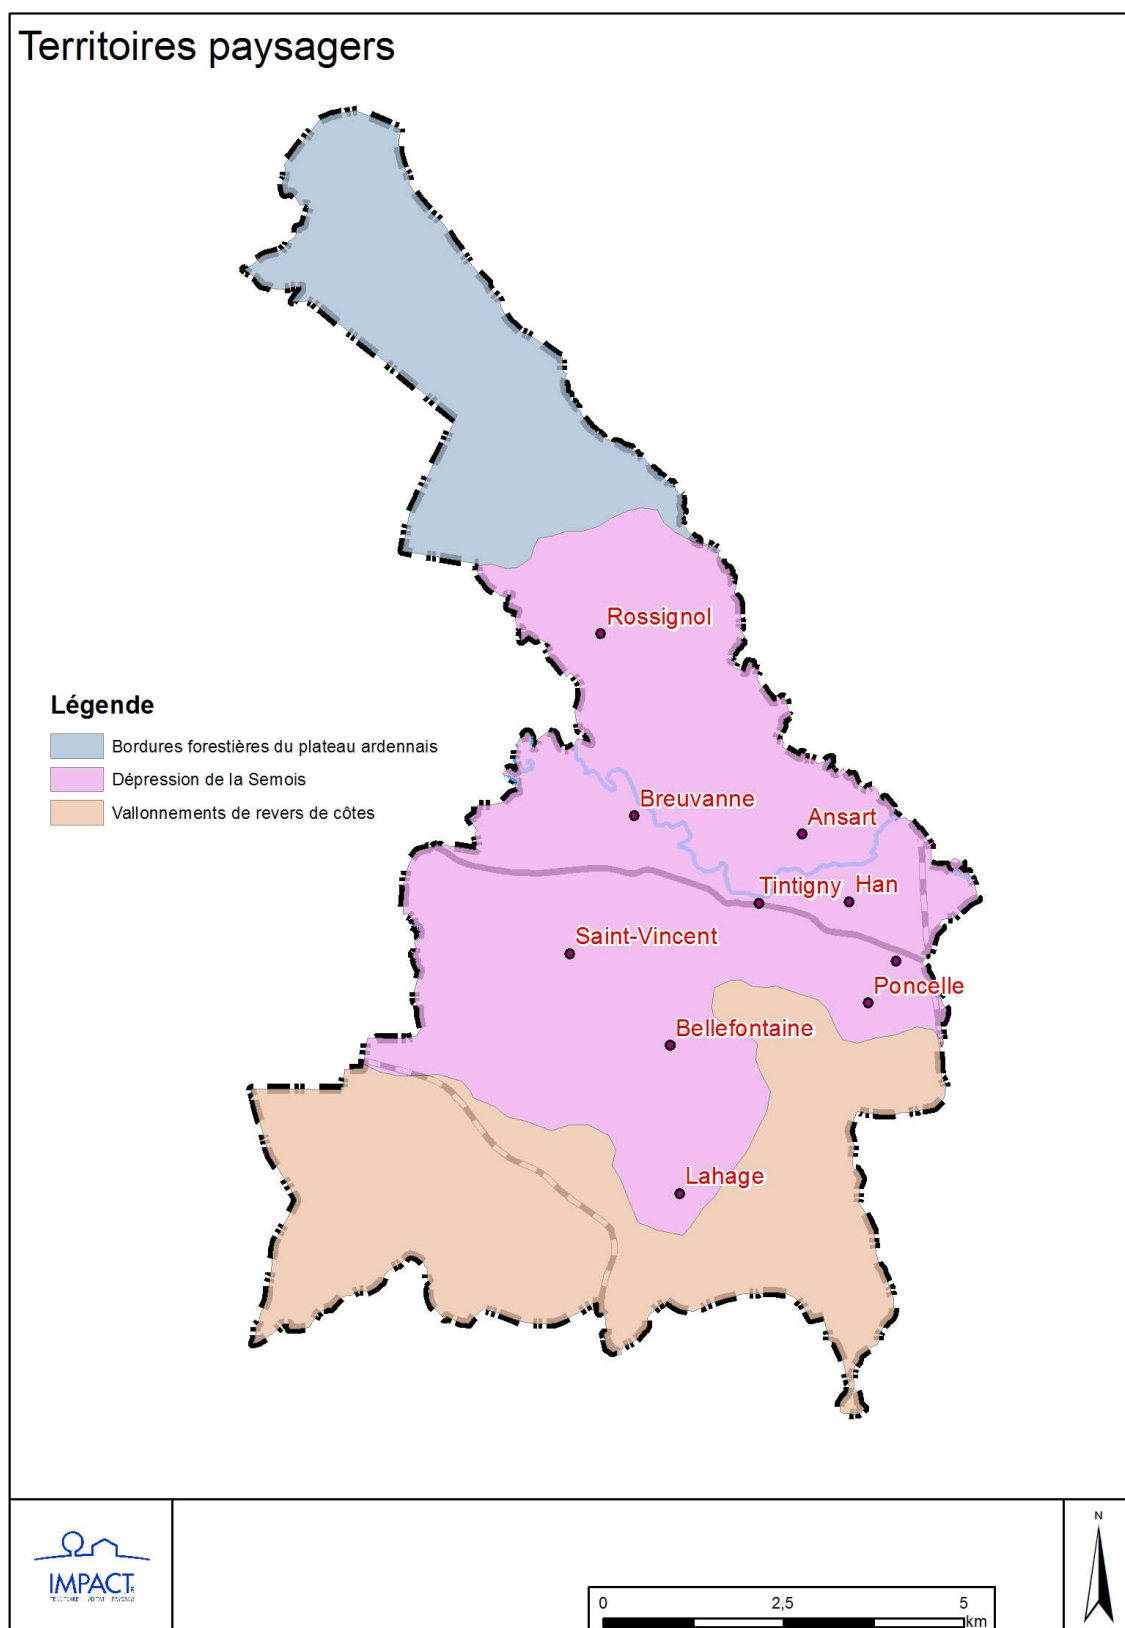 Territoires paysagers
Rossignol
Légende
Bordures forestières du plateau ardennais
Dépression de la Semois
Vallonnements de revers de côtes
Breuvanne
Ansart
Tintigny
Han
Saint-Vincent
Poncelle
Bellefontaine
Lahage
N
IMPACT
0 2,5 5
km